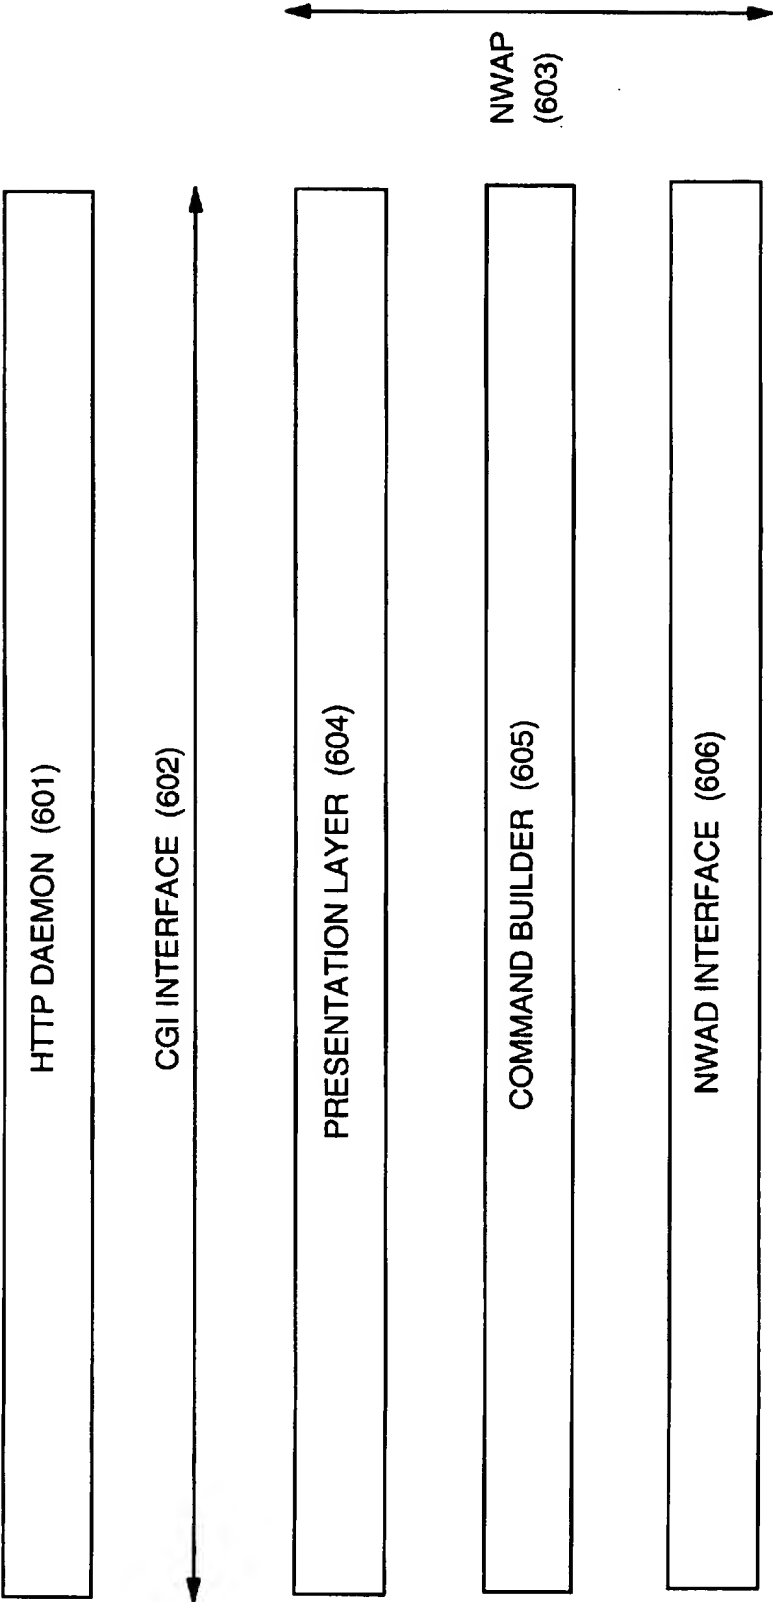 HTTP DAEMON (601)
CGI INTERFACE (602)
NWAP
(603)
PRESENTATION LAYER (604)
COMMAND BUILDER (605)
NWAD INTERFACE (606)